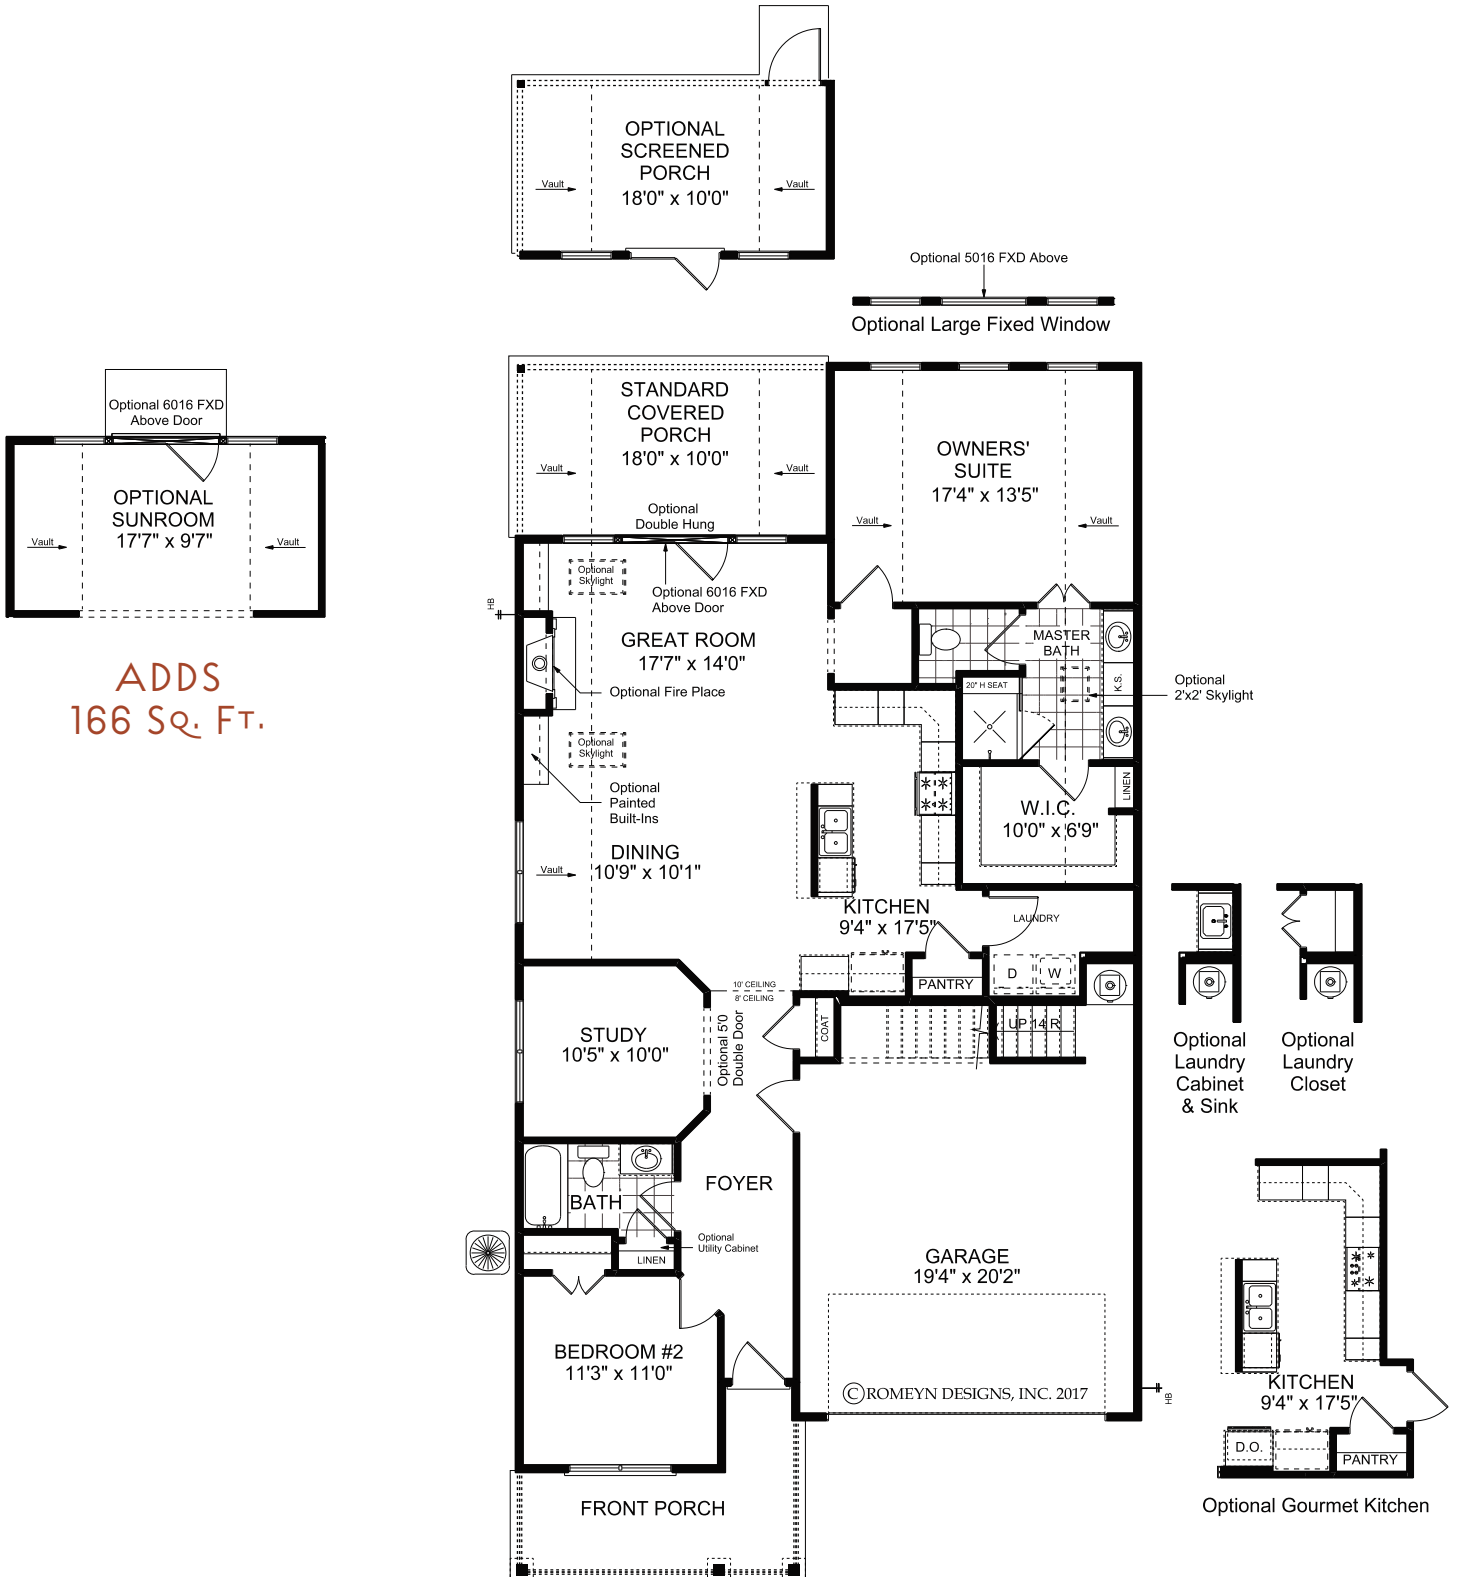 OPTIONAL
SCREENED
PORCH
18'0" x 10'0"
Vault
Vault
Optional 5016 FXD Above
Optional Large Fixed Window
STANDARD
COVERED
PORCH
18'0" x 10'0"
Vault
Vault
Optional
Double Hung
OWNERS'
SUITE
17'4" x 13'5"
Vault
Vault
Optional 6016 FXD
Above Door
OPTIONAL
SUNROOM
17'7" x 9'7"
Vault
Vault
ADDS
166 SQ. FT.
Optional
Skylight
Optional 6016 FXD
Above Door
HB
GREAT ROOM
17'7" x 14'0"
Optional Fire Place
MASTER
BATH
20" H SEAT
K.S.
Optional
2'x2' Skylight
Optional
Skylight
Optional
Painted
Built-Ins
LINEN
W.I.C.
10'0" x 6'9"
DINING
10'9" x 10'1"
Vault
KITCHEN
9'4" x 17'5"
LAUNDRY
PANTRY
D
W
10' CEILING
8' CEILING
STUDY
10'5" x 10'0"
Optional 5'0
Double Door
COAT
UP 14 R
Optional
Laundry
Cabinet
& Sink
Optional
Laundry
Closet
BATH
FOYER
Optional
Utility Cabinet
LINEN
GARAGE
19'4" x 20'2"
BEDROOM #2
11'3" x 11'0"
©ROMEYN DESIGNS, INC. 2017
HB
KITCHEN
9'4" x 17'5"
D.O.
PANTRY
Optional Gourmet Kitchen
FRONT PORCH